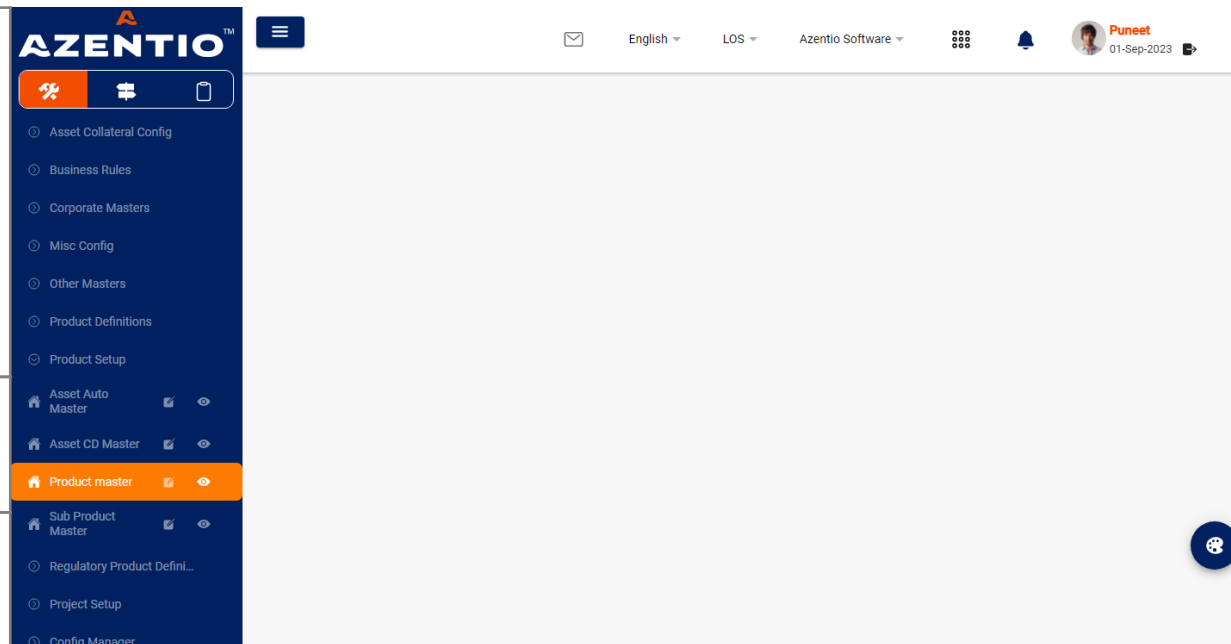 AZENTIO™
English
LOS
Azentio Software
Puneet
01-Sep-2023
Asset Collateral Config
Business Rules
Corporate Masters
Misc Config
Other Masters
Product Definitions
Product Setup
Asset Auto
Master
Asset CD Master
Product master
Sub Product
Master
Regulatory Product Defini...
Project Setup
Config Manager